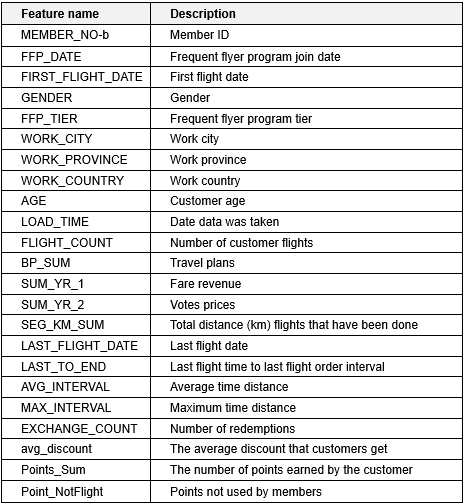 Feature name Description
MEMBER_NO-b Member ID
FFP_DATE Frequent flyer program join date
FIRST_FLIGHT_DATE First flight date
GENDER Gender
FFP_TIER Frequent flyer program tier
WORK_CITY Work city
WORK_PROVINCE Work province
WORK_COUNTRY Work country
AGE Customer age
LOAD_TIME Date data was taken
FLIGHT_COUNT Number of customer flights
BP_SUM Travel plans
SUM_YR_1 Fare revenue
SUM_YR_2 Votes prices
SEG_KM_SUM Total distance (km) flights that have been done
LAST_FLIGHT_DATE Last flight date
LAST_TO_END Last flight time to last flight order interval
AVG_INTERVAL Average time distance
MAX_INTERVAL Maximum time distance
EXCHANGE_COUNT Number of redemptions
avg_discount The average discount that customers get
Points_Sum The number of points earned by the customer
Point_NotFlight Points not used by members